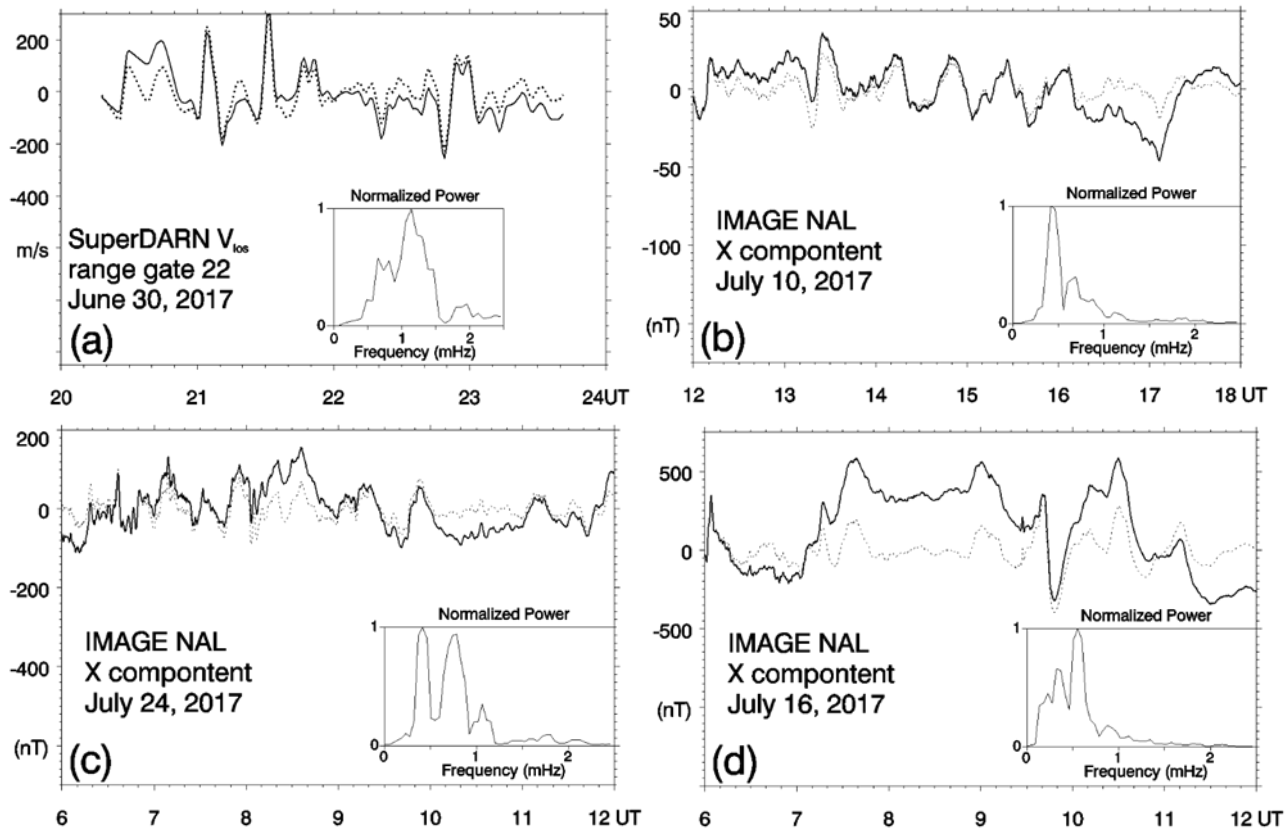 200
0
-200
-400
m/s
SuperDARN Vlos
range gate 22
June 30, 2017
(a)
Normalized Power
1
0
0 1 2
Frequency (mHz)
20 21 22 23 24UT
50
0
-50
-100
(nT)
IMAGE NAL
X compontent
July 10, 2017
(b)
Normalized Power
1
0
0 1 2
Frequency (mHz)
12 13 14 15 16 17 18 UT
200
0
-200
-400
(nT)
IMAGE NAL
X compontent
July 24, 2017
(c)
Normalized Power
1
0
0 1 2
Frequency (mHz)
6 7 8 9 10 11 12 UT
500
0
-500
(nT)
IMAGE NAL
X compontent
July 16, 2017
(d)
Normalized Power
1
0
0 1 2
Frequency (mHz)
6 7 8 9 10 11 12 UT